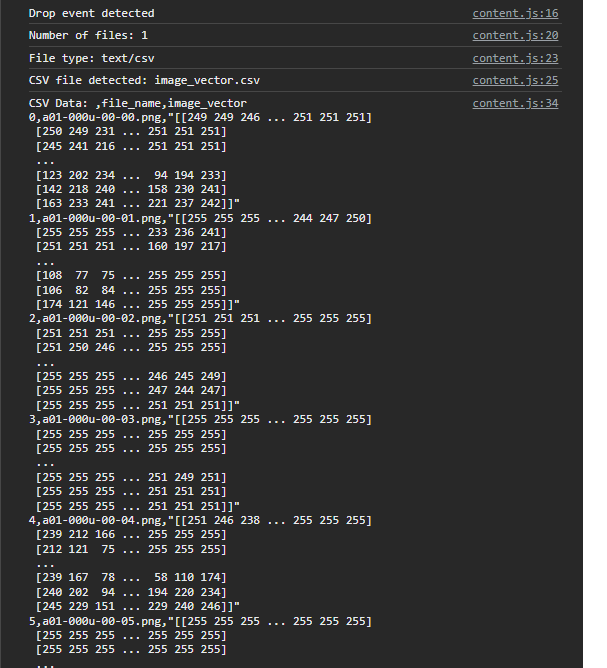 Drop event detected content.js:16
Number of files: 1 content.js:20
File type: text/csv content.js:23
CSV file detected: image_vector.csv content.js:25
CSV Data: ,file_name,image_vector content.js:34
0,a01-000u-00-00.png,"[[249 249 246 ... 251 251 251]
[250 249 231 ... 251 251 251]
[245 241 216 ... 251 251 251]
...
[123 202 234 ...  94 194 233]
[142 218 240 ... 158 230 241]
[163 233 241 ... 221 237 242]]"
1,a01-000u-00-01.png,"[[255 255 255 ... 244 247 250]
[255 255 255 ... 233 236 241]
[251 251 251 ... 160 197 217]
...
[108  77  75 ... 255 255 255]
[106  82  84 ... 255 255 255]
[174 121 146 ... 255 255 255]]"
2,a01-000u-00-02.png,"[[251 251 251 ... 255 255 255]
[251 251 251 ... 255 255 255]
[251 250 246 ... 255 255 255]
...
[255 255 255 ... 246 245 249]
[255 255 255 ... 247 244 247]
[255 255 255 ... 251 251 251]]"
3,a01-000u-00-03.png,"[[255 255 255 ... 255 255 255]
[255 255 255 ... 255 255 255]
[255 255 255 ... 255 255 255]
...
[255 255 255 ... 251 249 251]
[255 255 255 ... 251 251 251]
[255 255 255 ... 251 251 251]]"
4,a01-000u-00-04.png,"[[251 246 238 ... 255 255 255]
[239 212 166 ... 255 255 255]
[212 121  75 ... 255 255 255]
...
[239 167  78 ...  58 110 174]
[240 202  94 ... 194 220 234]
[245 229 151 ... 229 240 246]]"
5,a01-000u-00-05.png,"[[255 255 255 ... 255 255 255]
[255 255 255 ... 255 255 255]
[255 255 255 ... 255 255 255]
...